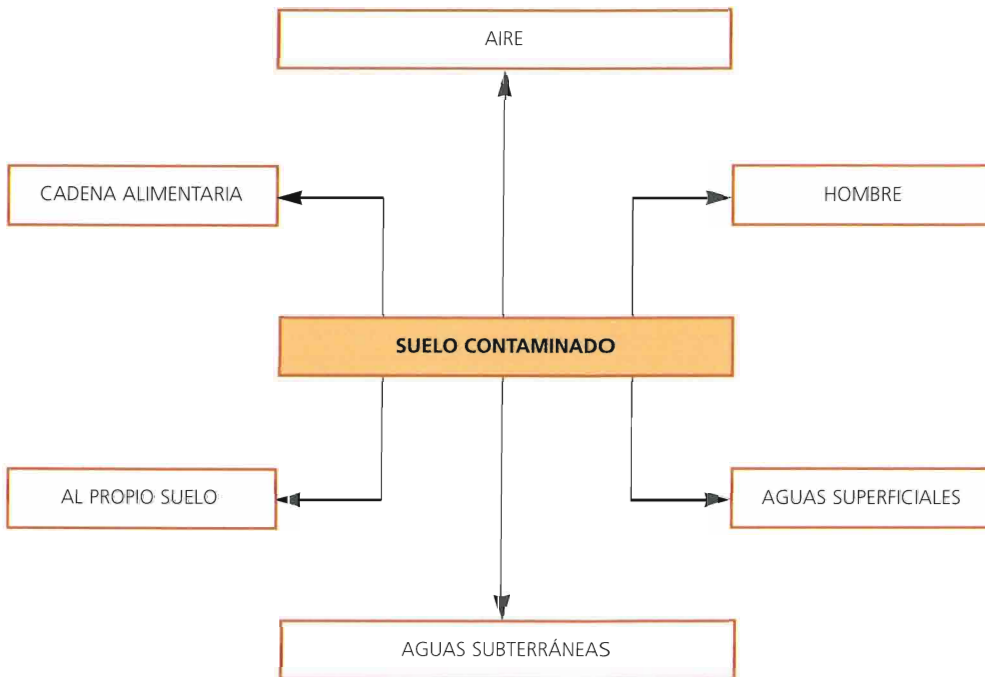 AIRE
CADENA ALIMENTARIA
HOMBRE
SUELO CONTAMINADO
AL PROPIO SUELO
AGUAS SUPERFICIALES
AGUAS SUBTERRÁNEAS